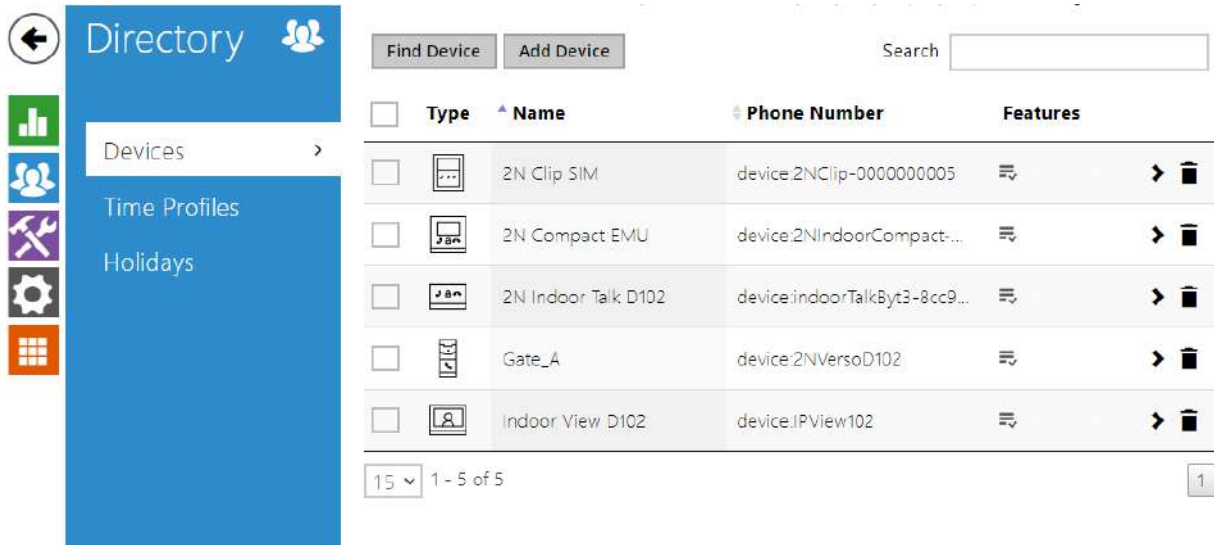 Directory
Devices
Time Profiles
Holidays
Find Device Add Device Search
Type Name Phone Number Features
2N Clip SIM device:2NClip-0000000005
2N Compact EMU device:2NIndoorCompact-...
2N Indoor Talk D102 device:indoorTalkByt3-8cc9...
Gate_A device:2NVersoD102
Indoor View D102 device:IPView102
15 1 - 5 of 5 1